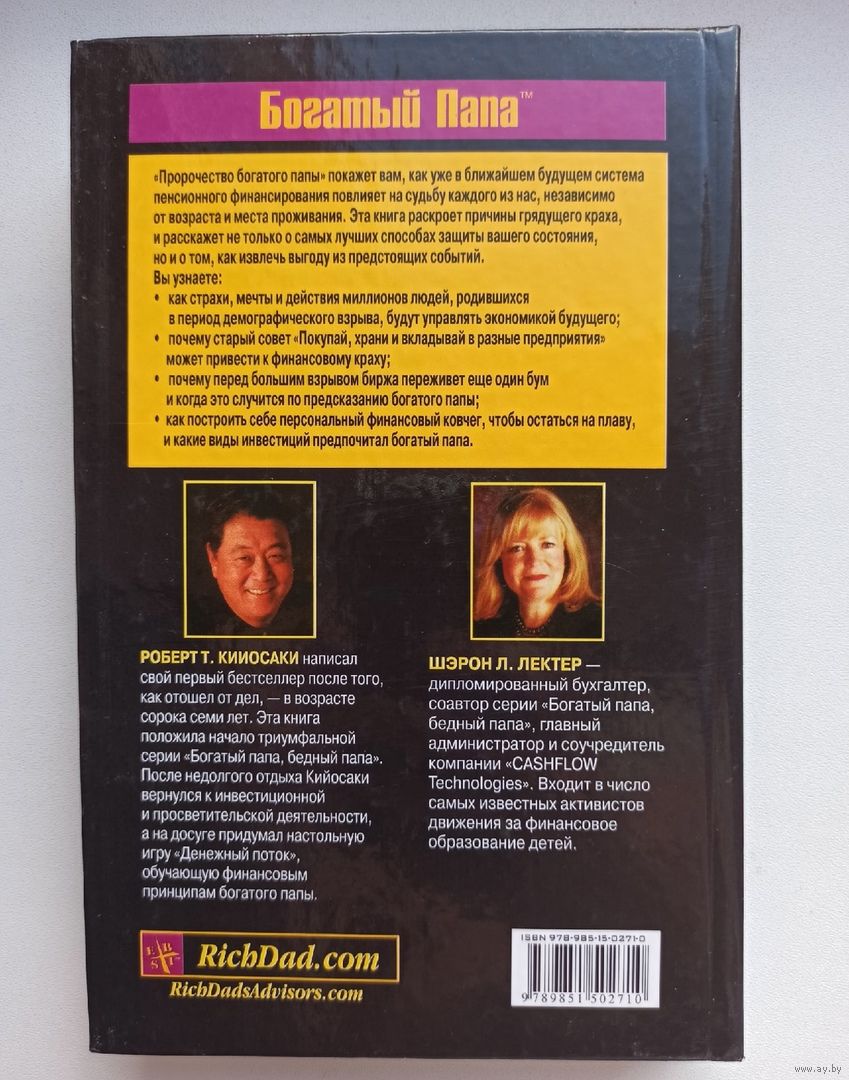 Богатый Папа™
«Пророчество богатого папы» покажет вам, как уже в ближайшем будущем система
пенсионного финансирования повлияет на судьбу каждого из нас, независимо
от возраста и места проживания. Эта книга раскроет причины грядущего краха,
и расскажет не только о самых лучших способах защиты вашего состояния,
но и о том, как извлечь выгоду из предстоящих событий.
Вы узнаете:
• как страхи, мечты и действия миллионов людей, родившихся
в период демографического взрыва, будут управлять экономикой будущего;
• почему старый совет «Покупай, храни и вкладывай в разные предприятия»
может привести к финансовому краху;
• почему перед большим взрывом биржа переживет еще один бум
и когда это случится по предсказанию богатого папы;
• как построить себе персональный финансовый ковчег, чтобы остаться на плаву,
и какие виды инвестиций предпочитал богатый папа.
РОБЕРТ Т. КИЙОСАКИ написал
свой первый бестселлер после того,
как отошел от дел, — в возрасте
сорока семи лет. Эта книга
положила начало триумфальной
серии «Богатый папа, бедный папа».
После недолгого отдыха Кийосаки
вернулся к инвестиционной
и просветительской деятельности,
а на досуге придумал настольную
игру «Денежный поток»,
обучающую финансовым
принципам богатого папы.
ШЭРОН Л. ЛЕКТЕР —
дипломированный бухгалтер,
соавтор серии «Богатый папа,
бедный папа», главный
администратор и соучредитель
компании «CASHFLOW
Technologies». Входит в число
самых известных активистов
движения за финансовое
образование детей.
E B S I
RichDad.com
RichDadsAdvisors.com
ISBN 978-985-15-0271-0
9 789851 502710
www.ay.by